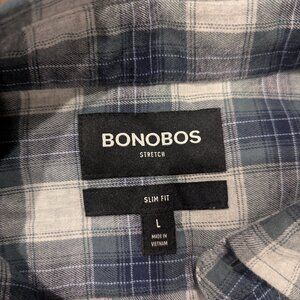 BONOBOS
STRETCH
SLIM FIT
L
MADE IN
VIETNAM